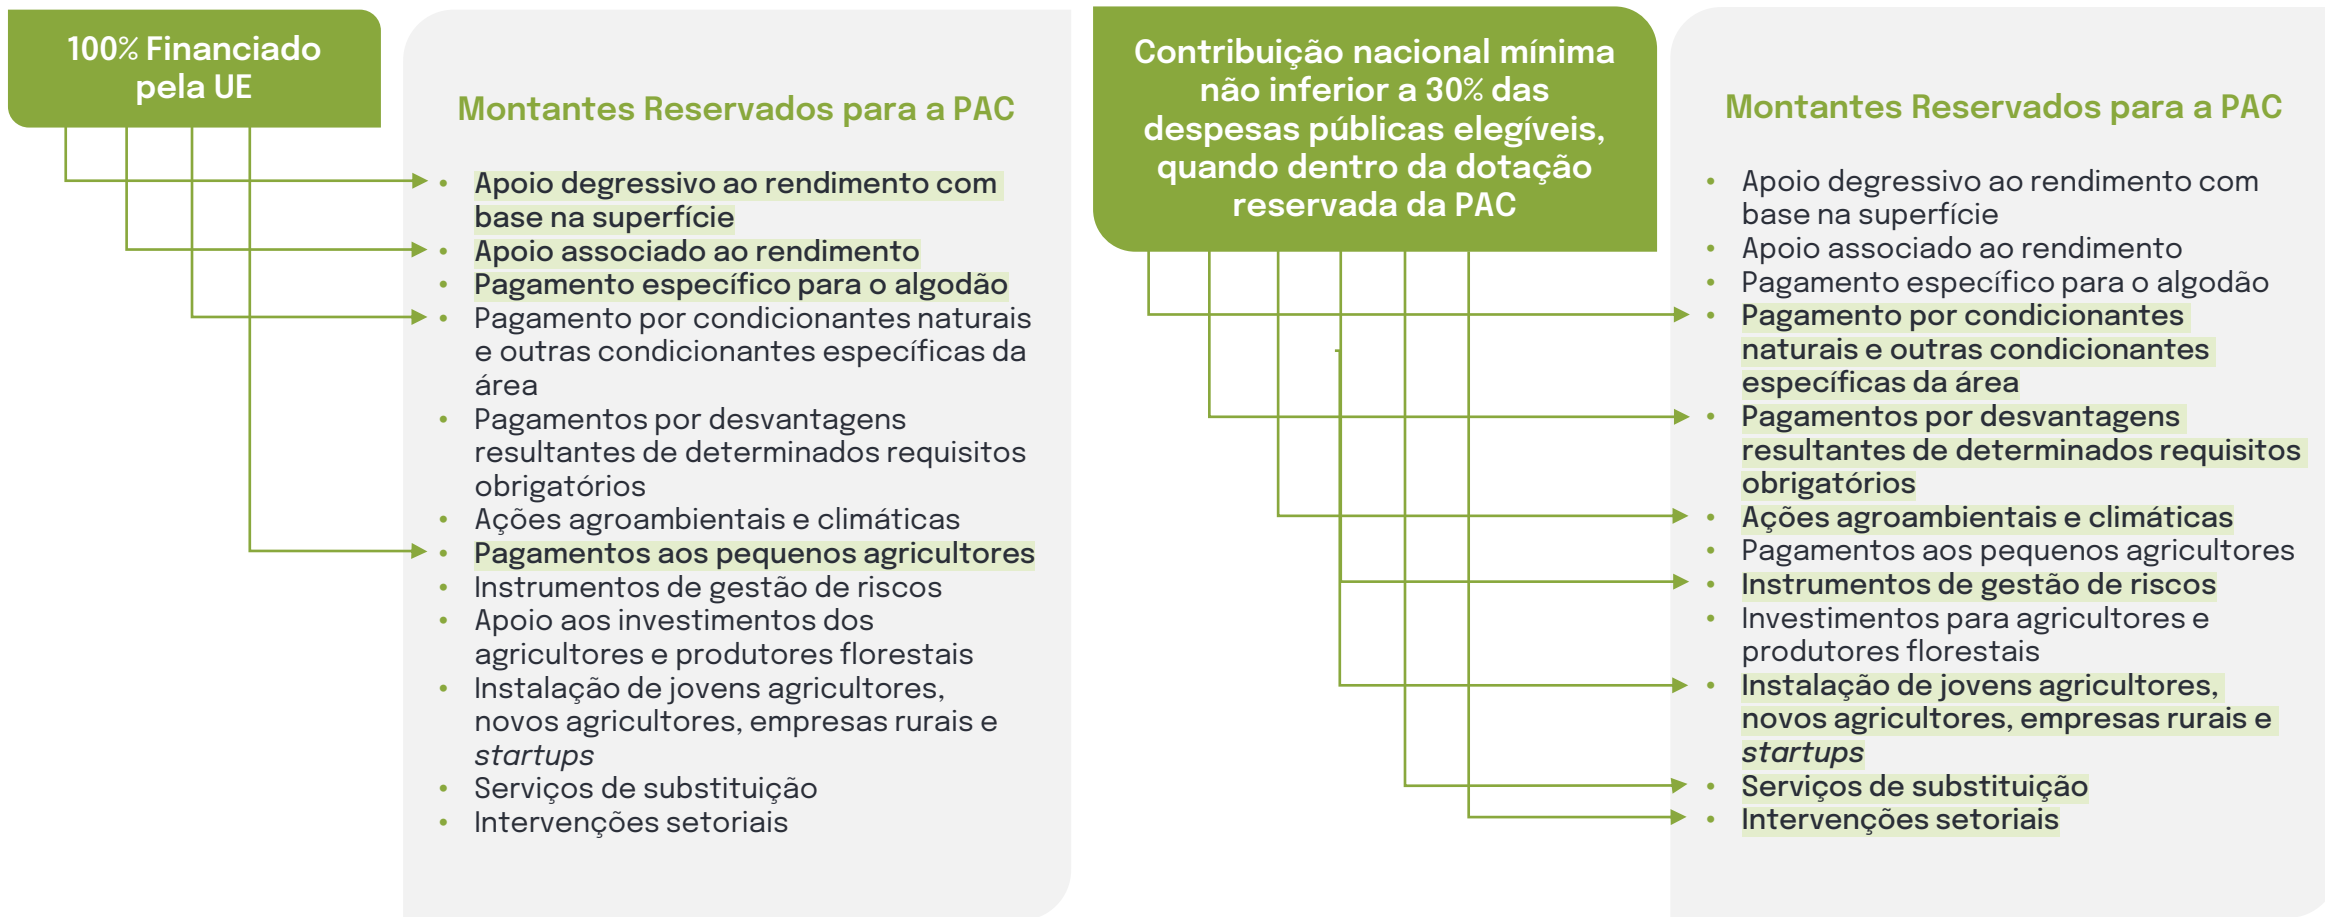 100% Financiado
pela UE
Montantes Reservados para a PAC
• Apoio degressivo ao rendimento com
base na superfície
• Apoio associado ao rendimento
• Pagamento específico para o algodão
• Pagamento por condicionantes naturais
e outras condicionantes específicas da
área
• Pagamentos por desvantagens
resultantes de determinados requisitos
obrigatórios
• Ações agroambientais e climáticas
• Pagamentos aos pequenos agricultores
• Instrumentos de gestão de riscos
• Apoio aos investimentos dos
agricultores e produtores florestais
• Instalação de jovens agricultores,
novos agricultores, empresas rurais e
startups
• Serviços de substituição
• Intervenções setoriais
Contribuição nacional mínima
não inferior a 30% das
despesas públicas elegíveis,
quando dentro da dotação
reservada da PAC
Montantes Reservados para a PAC
• Apoio degressivo ao rendimento com
base na superfície
• Apoio associado ao rendimento
• Pagamento específico para o algodão
• Pagamento por condicionantes
naturais e outras condicionantes
específicas da área
• Pagamentos por desvantagens
resultantes de determinados requisitos
obrigatórios
• Ações agroambientais e climáticas
• Pagamentos aos pequenos agricultores
• Instrumentos de gestão de riscos
• Investimentos para agricultores e
produtores florestais
• Instalação de jovens agricultores,
novos agricultores, empresas rurais e
startups
• Serviços de substituição
• Intervenções setoriais